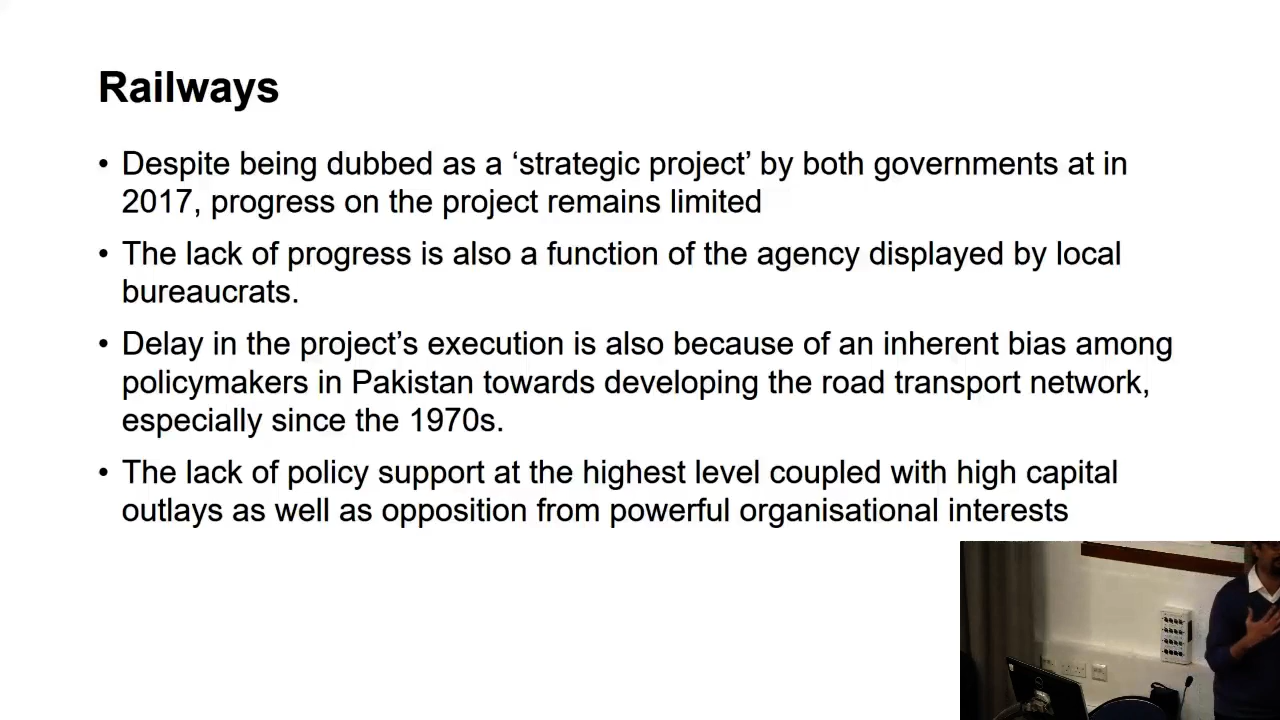 Railways
• Despite being dubbed as a ‘strategic project’ by both governments at in
2017, progress on the project remains limited
• The lack of progress is also a function of the agency displayed by local
bureaucrats.
• Delay in the project’s execution is also because of an inherent bias among
policymakers in Pakistan towards developing the road transport network,
especially since the 1970s.
• The lack of policy support at the highest level coupled with high capital
outlays as well as opposition from powerful organisational interests